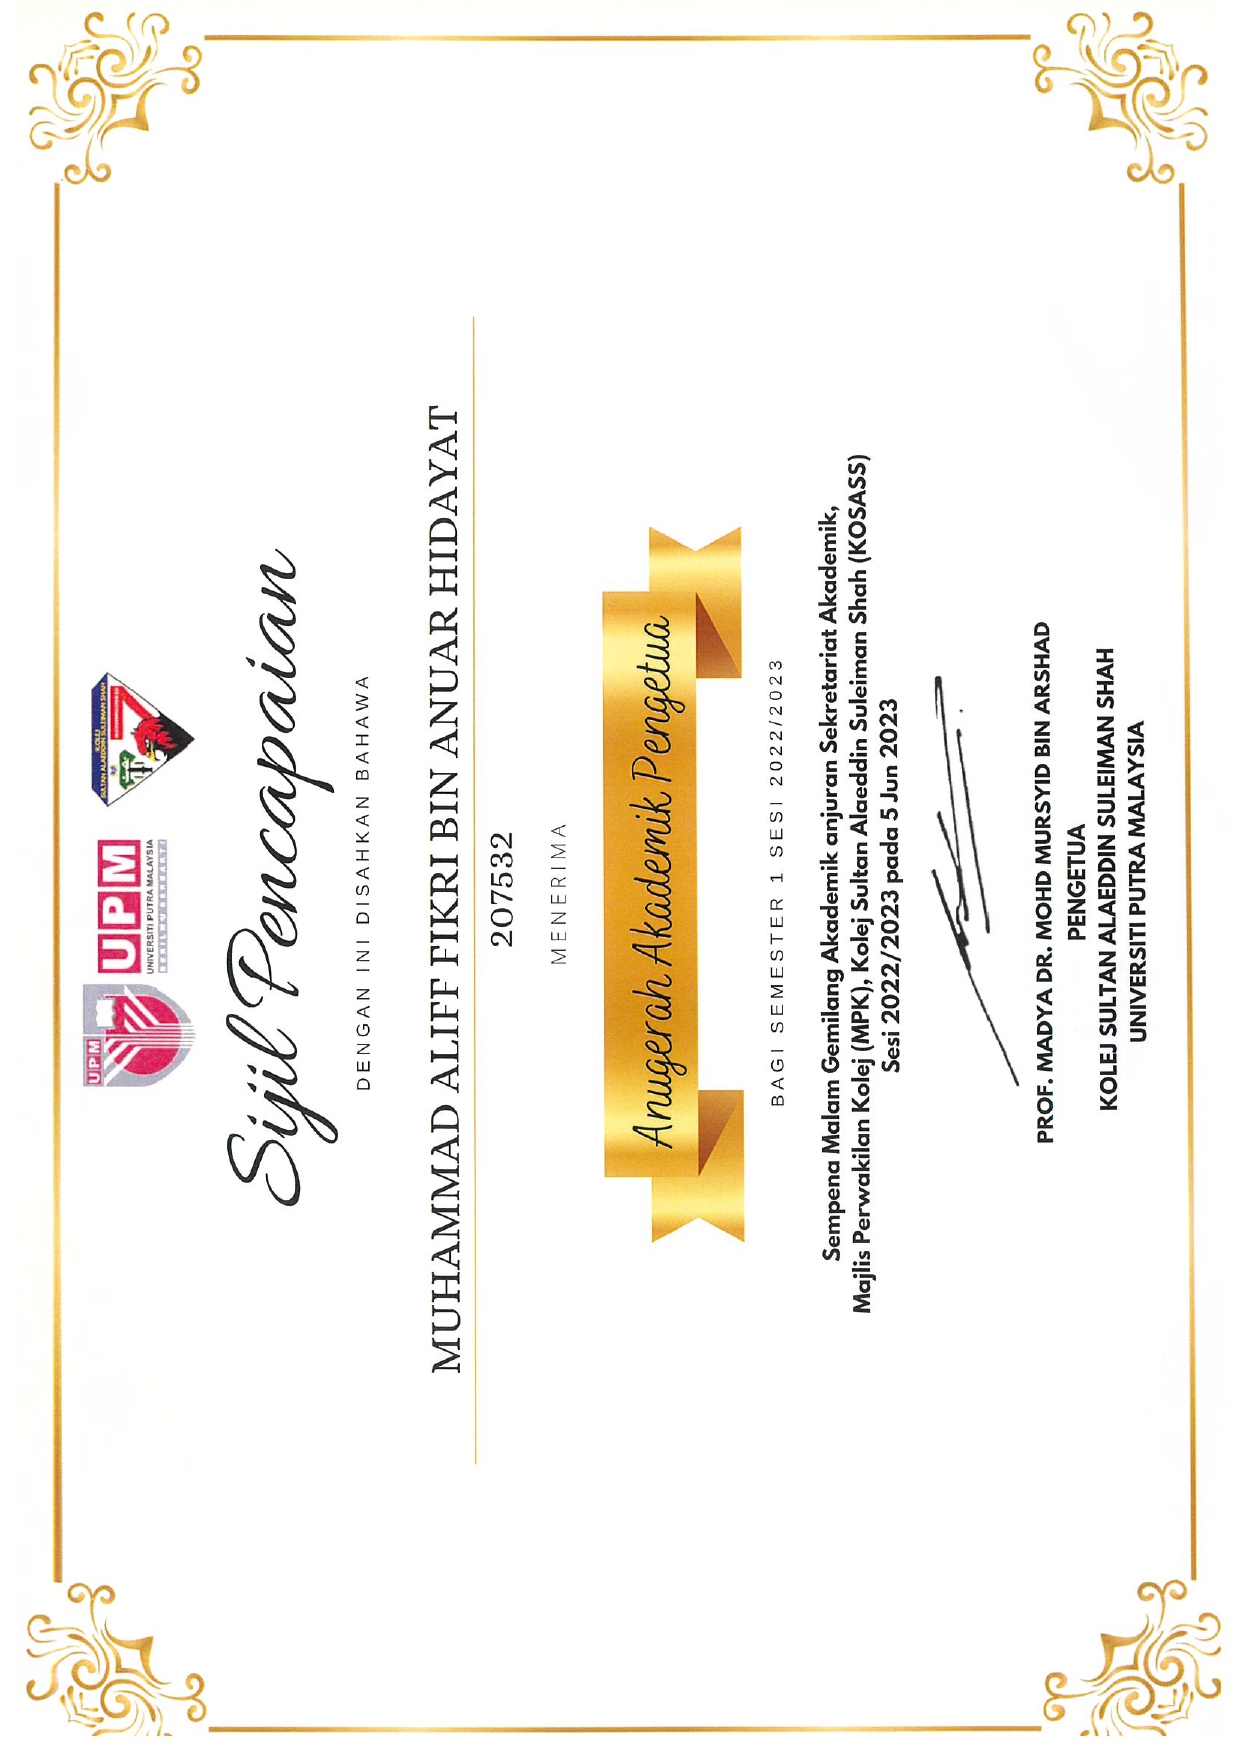 UPM
UPM
UNIVERSITI PUTRA MALAYSIA
BERILMU BERBAKTI
KOLEJ
SULTAN ALAEDDIN SULEIMAN SHAH
7
Sijil Pencapaian
DENGAN INI DISAHKAN BAHAWA
MUHAMMAD ALIFF FIKRI BIN ANUAR HIDAYAT
207532
MENERIMA
Anugerah Akademik Pengetua
BAGI SEMESTER 1 SESI 2022/2023
Sempena Malam Gemilang Akademik anjuran Sekretariat Akademik,
Majlis Perwakilan Kolej (MPK), Kolej Sultan Alaeddin Suleiman Shah (KOSASS)
Sesi 2022/2023 pada 5 Jun 2023
PROF. MADYA DR. MOHD MURSYID BIN ARSHAD
PENGETUA
KOLEJ SULTAN ALAEDDIN SULEIMAN SHAH
UNIVERSITI PUTRA MALAYSIA